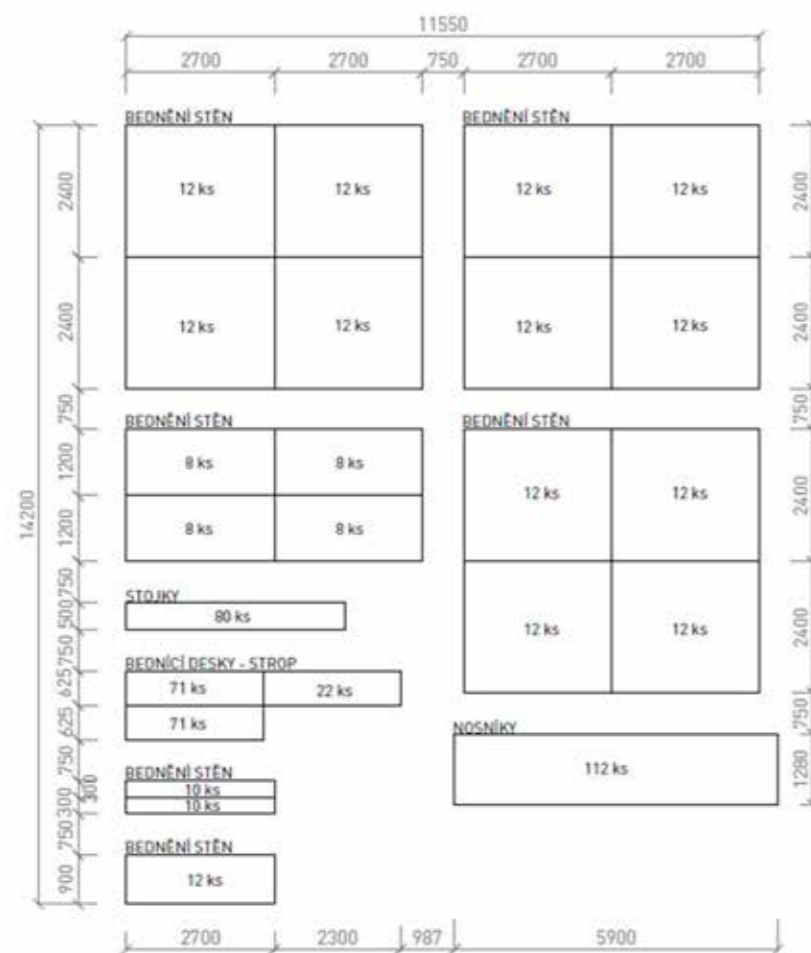 11550
2700 2700 750 2700 2700
BEDNĚNÍ STĚN BEDNĚNÍ STĚN
2400 12 ks 12 ks 12 ks 12 ks 2400
2400 12 ks 12 ks 12 ks 12 ks 2400
750 750
BEDNĚNÍ STĚN BEDNĚNÍ STĚN
14200
1200 8 ks 8 ks 12 ks 12 ks 2400
1200 8 ks 8 ks
750
STOJKY
500 80 ks 12 ks 12 ks 2400
750
BEDNÍCÍ DESKY - STROP
625 71 ks 22 ks
625 71 ks 750
NOSNÍKY
750 112 ks 1280
BEDNĚNÍ STĚN
300 10 ks
300 10 ks
750
BEDNĚNÍ STĚN
900 12 ks
2700 2300 987 5900